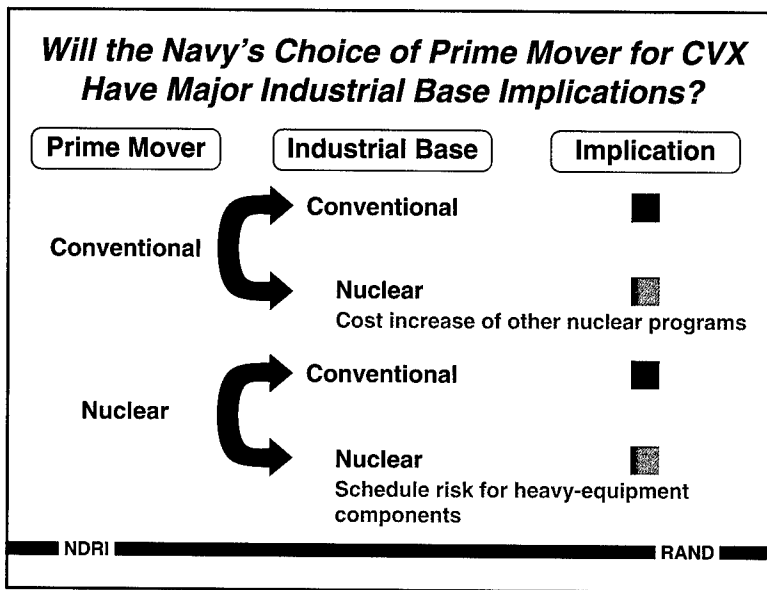 Will the Navy's Choice of Prime Mover for CVX
Have Major Industrial Base Implications?
Prime Mover
Industrial Base
Implication
Conventional
Conventional
Nuclear
Cost increase of other nuclear programs
Nuclear
Conventional
Nuclear
Schedule risk for heavy-equipment
components
NDRI
RAND